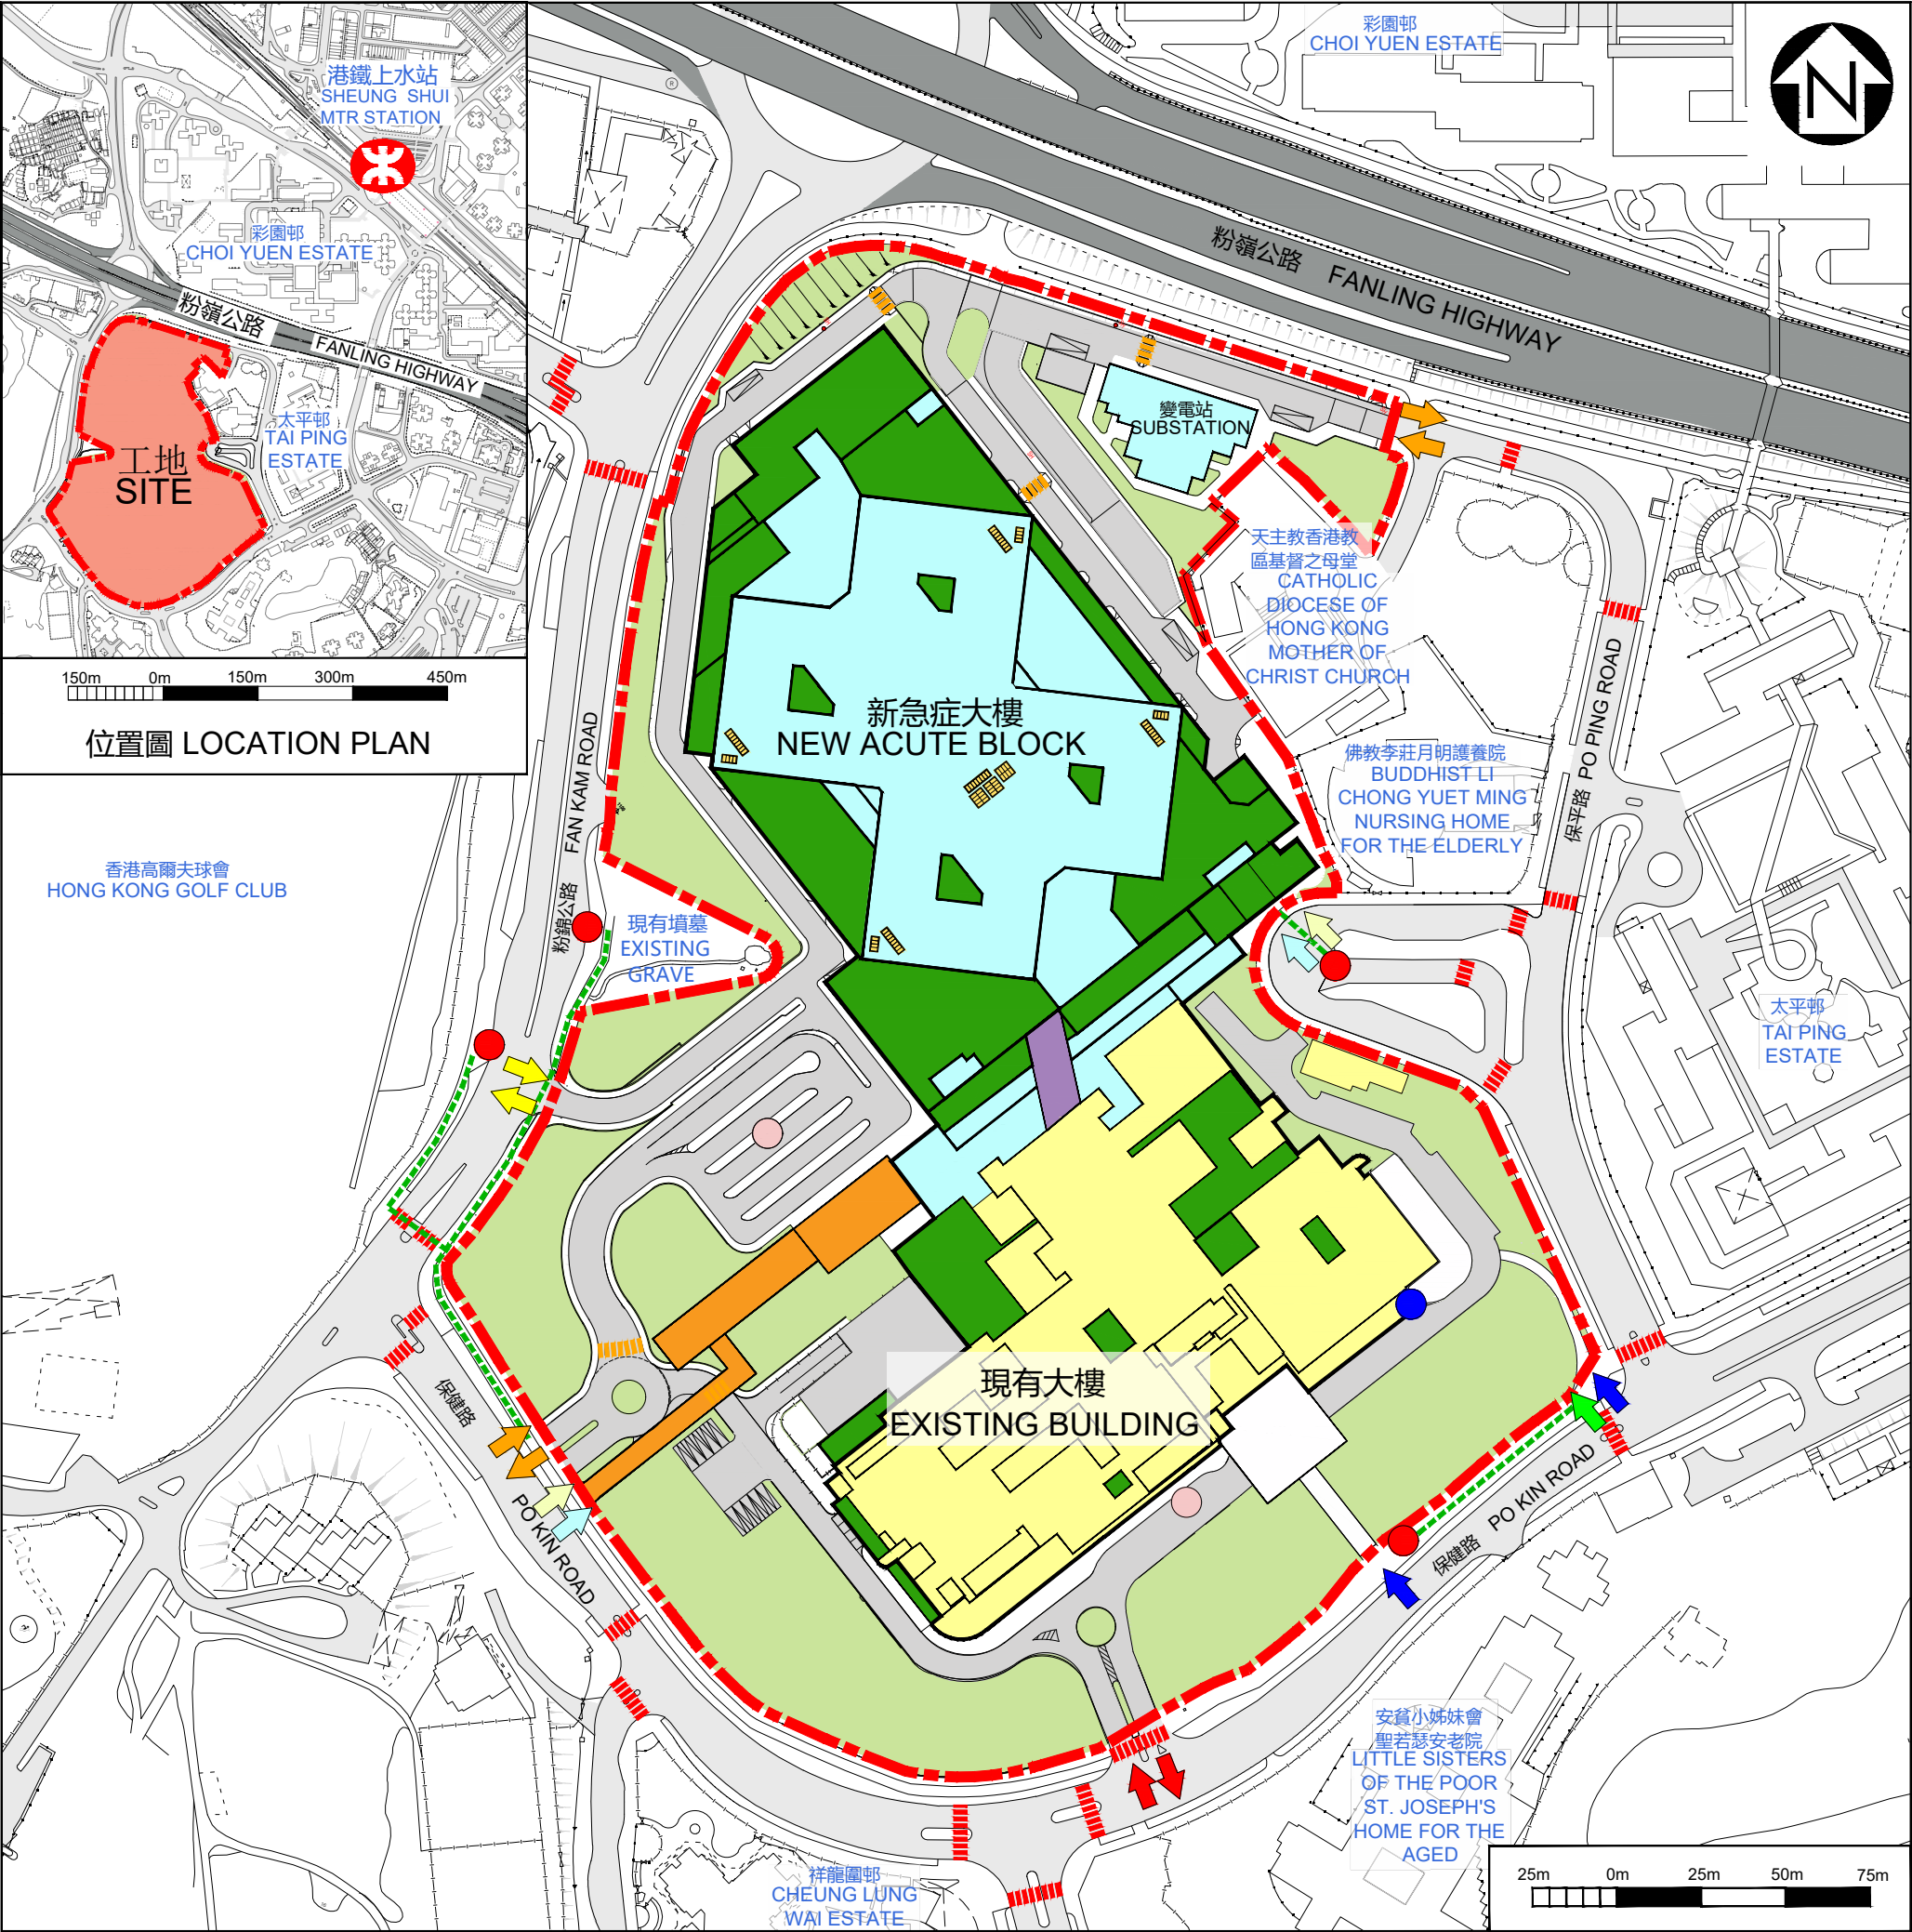 港鐵上水站
SHEUNG SHUI
MTR STATION
彩園邨
CHOI YUEN ESTATE
粉嶺公路
FANLING HIGHWAY
太平邨
TAI PING
ESTATE
工地
SITE
150m 0m 150m 300m 450m
位置圖 LOCATION PLAN
彩園邨
CHOI YUEN ESTATE
N
粉嶺公路 FANLING HIGHWAY
變電站
SUBSTATION
天主教香港教
區基督之母堂
CATHOLIC
DIOCESE OF
HONG KONG
MOTHER OF
CHRIST CHURCH
新急症大樓
NEW ACUTE BLOCK
佛教李莊月明護養院
BUDDHIST LI
CHONG YUET MING
NURSING HOME
FOR THE ELDERLY
保平路 PO PING ROAD
粉錦公路 FAN KAM ROAD
香港高爾夫球會
HONG KONG GOLF CLUB
現有墳墓
EXISTING
GRAVE
太平邨
TAI PING
ESTATE
現有大樓
EXISTING BUILDING
保健路
PO KIN ROAD
保健路 PO KIN ROAD
安貧小姊妹會
聖若瑟安老院
LITTLE SISTERS
OF THE POOR
ST. JOSEPH'S
HOME FOR THE
AGED
祥龍圍邨
CHEUNG LUNG
WAI ESTATE
25m 0m 25m 50m 75m